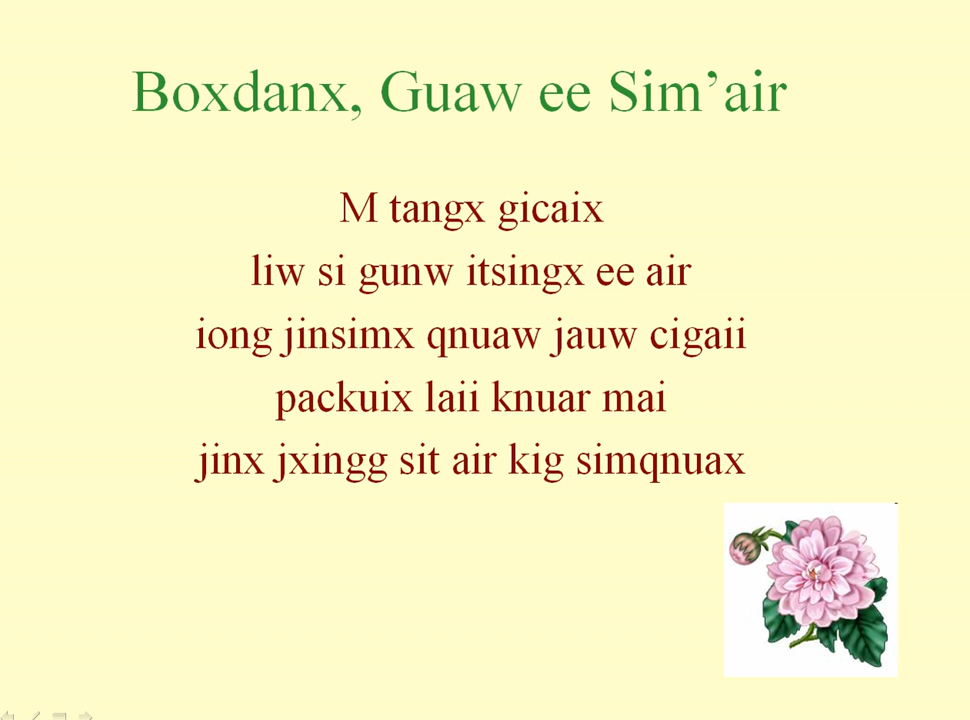 Boxdanx, Guaw ee Sim’air
M tangx gicaix
liw si gunw itsingx ee air
iong jinsimx qnuaw jauw cigaii
packuix laii knuar mai
jinx jxingg sit air kig simqnuax